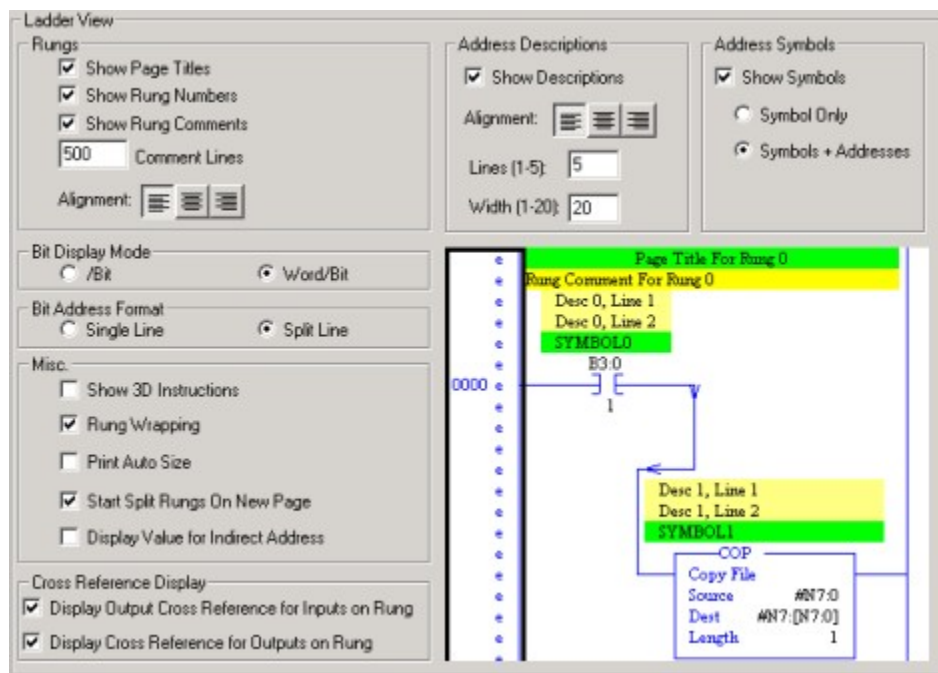 Ladder View
Rungs
Show Page Titles
Show Rung Numbers
Show Rung Comments
500 Comment Lines
Alignment:
Address Descriptions
Show Descriptions
Alignment:
Lines (1-5): 5
Width (1-20): 20
Address Symbols
Show Symbols
Symbol Only
Symbols + Addresses
Bit Display Mode
/Bit Word/Bit
Bit Address Format
Single Line Split Line
Misc.
Show 3D Instructions
Rung Wrapping
Print Auto Size
Start Split Rungs On New Page
Display Value for Indirect Address
Cross Reference Display
Display Output Cross Reference for Inputs on Rung
Display Cross Reference for Outputs on Rung
e
e
e
e
e
e
0000 e
e
e
e
e
e
e
e
e
e
e
e
e
Page Title For Rung 0
Rung Comment For Rung 0
Desc 0, Line 1
Desc 0, Line 2
SYMBOL0
B3:0
1
Desc 1, Line 1
Desc 1, Line 2
SYMBOL1
COP
Copy File
Source #N7:0
Dest #N7:[N7:0]
Length 1